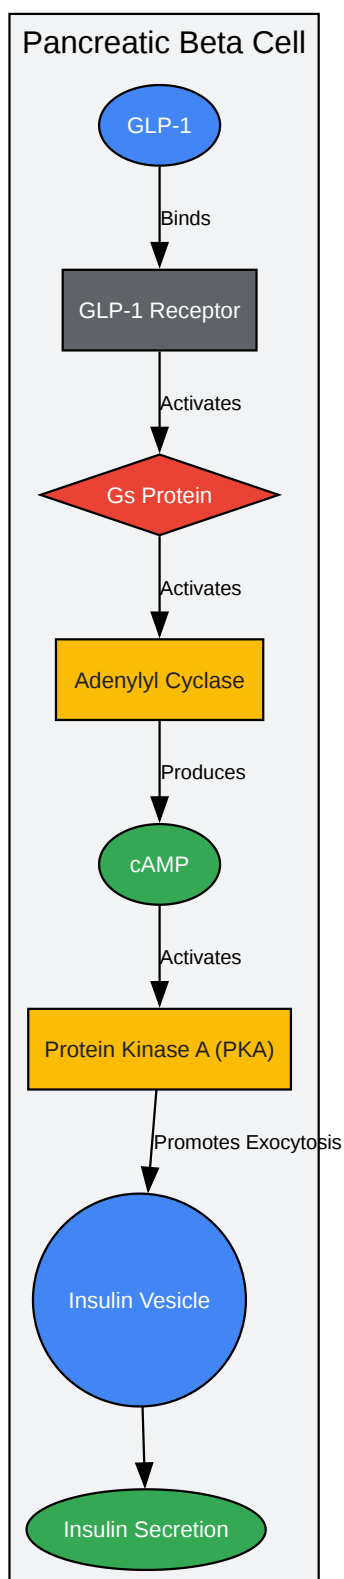 Pancreatic Beta Cell
GLP-1
Binds
GLP-1 Receptor
Activates
Gs Protein
Activates
Adenylyl Cyclase
Produces
cAMP
Activates
Protein Kinase A (PKA)
Promotes Exocytosis
Insulin Vesicle
Insulin Secretion